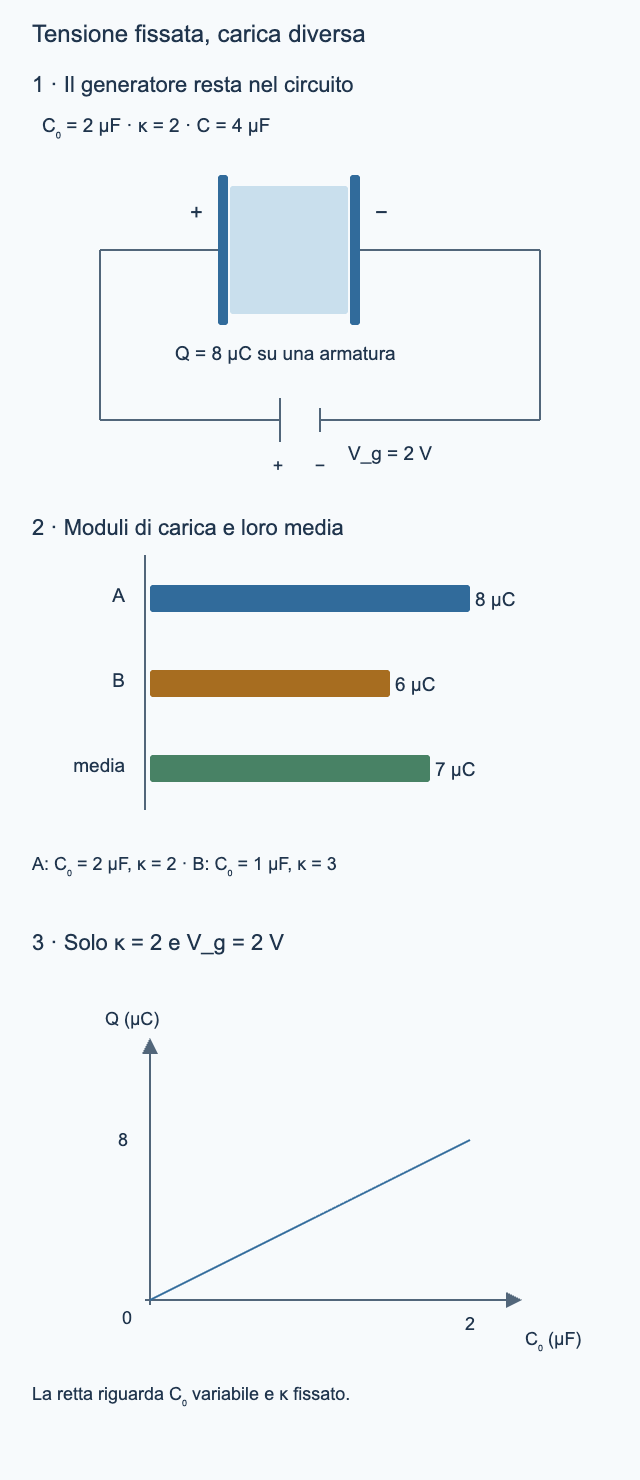 Tensione fissata, carica diversa
1 · Il generatore resta nel circuito
C₀ = 2 µF · κ = 2 · C = 4 µF
+ −
Q = 8 µC su una armatura
V_g = 2 V
+ −
2 · Moduli di carica e loro media
A 8 µC
B 6 µC
media 7 µC
A: C₀ = 2 µF, κ = 2 · B: C₀ = 1 µF, κ = 3
3 · Solo κ = 2 e V_g = 2 V
Q (µC)
8
0 2
C₀ (µF)
La retta riguarda C₀ variabile e κ fissato.